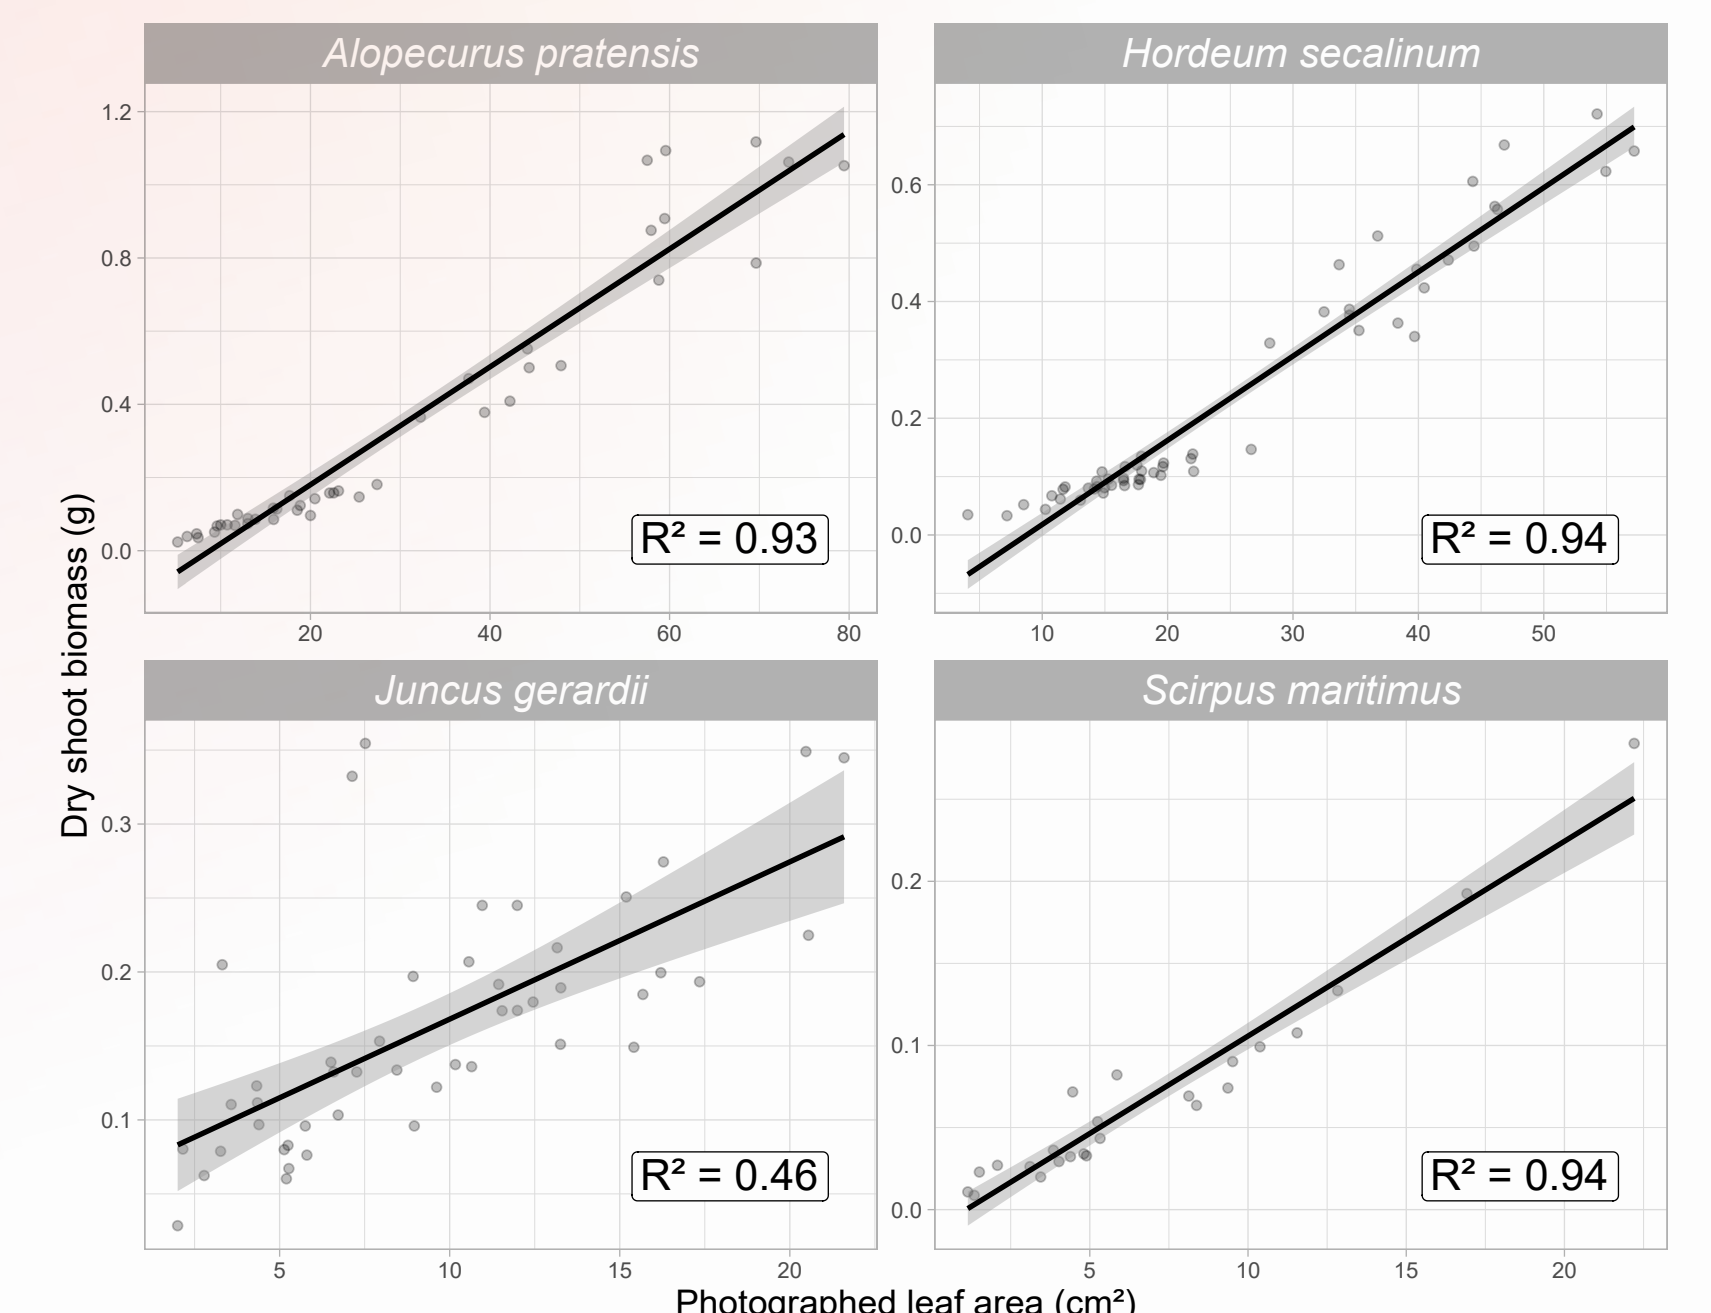 Alopecurus pratensis
Hordeum secalinum
1.2
0.8
0.4
0.0
R² = 0.93
20 40 60 80
0.6
0.4
0.2
0.0
R² = 0.94
10 20 30 40 50
Dry shoot biomass (g)
Juncus gerardii
Scirpus maritimus
0.3
0.2
0.1
R² = 0.46
5 10 15 20
0.2
0.1
0.0
R² = 0.94
5 10 15 20
Photographed leaf area (cm²)